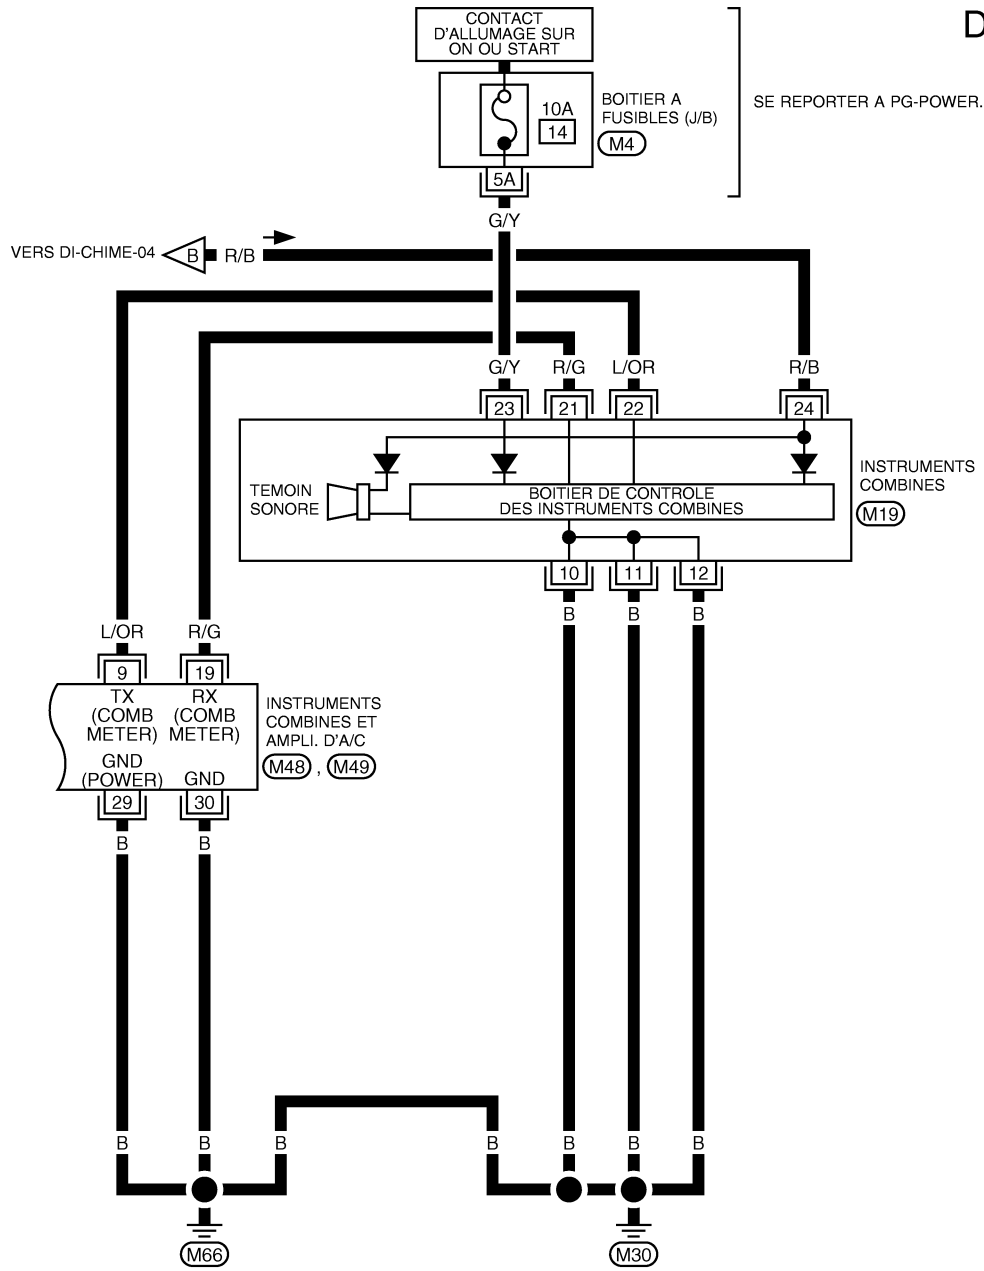 CONTACT
D'ALLUMAGE SUR
ON OU START
D
10A
14
BOITIER A
FUSIBLES (J/B)
M4
SE REPORTER A PG-POWER.
5A
G/Y
VERS DI-CHIME-04
B
R/B
G/Y
R/G
L/OR
R/B
23
21
22
24
TEMOIN
SONORE
BOITIER DE CONTROLE
DES INSTRUMENTS COMBINES
INSTRUMENTS
COMBINES
M19
10
11
12
B
B
B
L/OR
R/G
9
19
TX
(COMB
METER)
RX
(COMB
METER)
INSTRUMENTS
COMBINES ET
AMPLI. D'A/C
M48 , M49
GND
(POWER)
GND
29
30
B
B
B
B
B
B
B
B
B
M66
M30